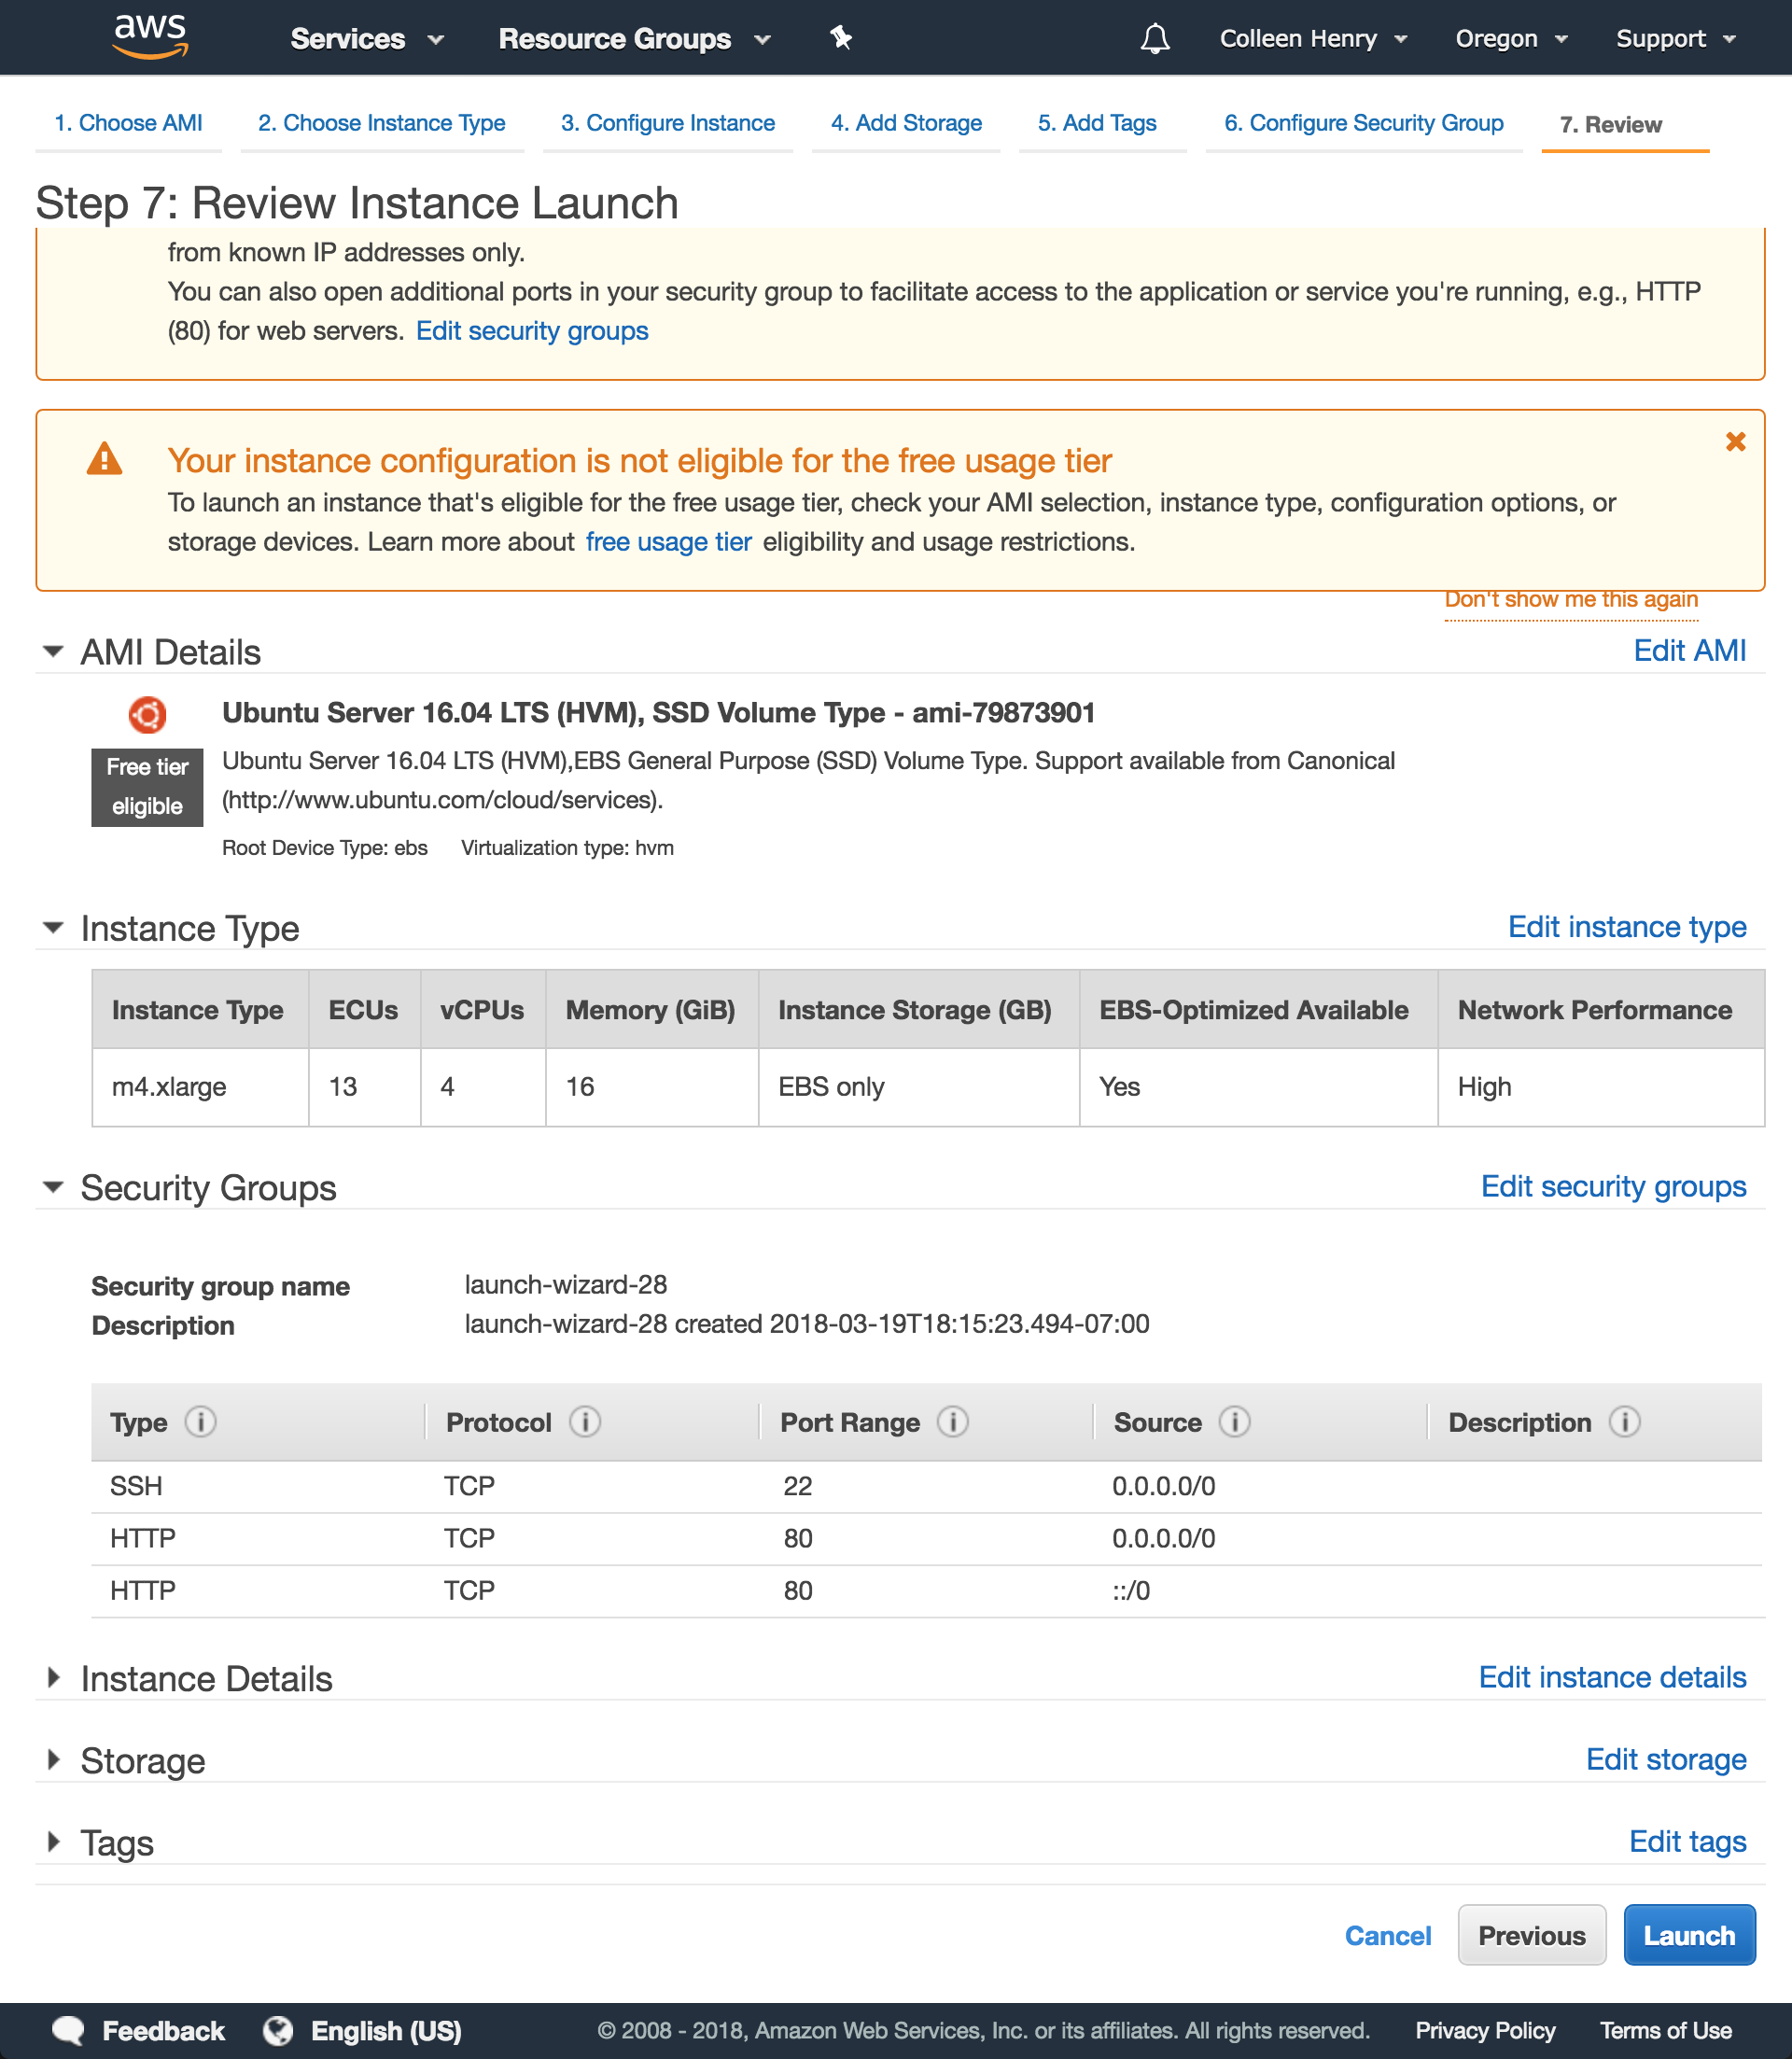 aws
Services Resource Groups Colleen Henry Oregon Support
1. Choose AMI 2. Choose Instance Type 3. Configure Instance 4. Add Storage 5. Add Tags 6. Configure Security Group 7. Review
Step 7: Review Instance Launch
from known IP addresses only.
You can also open additional ports in your security group to facilitate access to the application or service you're running, e.g., HTTP
(80) for web servers. Edit security groups
Your instance configuration is not eligible for the free usage tier
To launch an instance that's eligible for the free usage tier, check your AMI selection, instance type, configuration options, or
storage devices. Learn more about free usage tier eligibility and usage restrictions.
Don't show me this again
AMI Details Edit AMI
Ubuntu Server 16.04 LTS (HVM), SSD Volume Type - ami-79873901
Free tier
eligible
Ubuntu Server 16.04 LTS (HVM),EBS General Purpose (SSD) Volume Type. Support available from Canonical
(http://www.ubuntu.com/cloud/services).
Root Device Type: ebs Virtualization type: hvm
Instance Type Edit instance type
Instance Type ECUs vCPUs Memory (GiB) Instance Storage (GB) EBS-Optimized Available Network Performance
m4.xlarge 13 4 16 EBS only Yes High
Security Groups Edit security groups
Security group name launch-wizard-28
Description launch-wizard-28 created 2018-03-19T18:15:23.494-07:00
Type Protocol Port Range Source Description
SSH TCP 22 0.0.0.0/0
HTTP TCP 80 0.0.0.0/0
HTTP TCP 80 ::/0
Instance Details Edit instance details
Storage Edit storage
Tags Edit tags
Cancel Previous Launch
Feedback English (US) © 2008 - 2018, Amazon Web Services, Inc. or its affiliates. All rights reserved. Privacy Policy Terms of Use